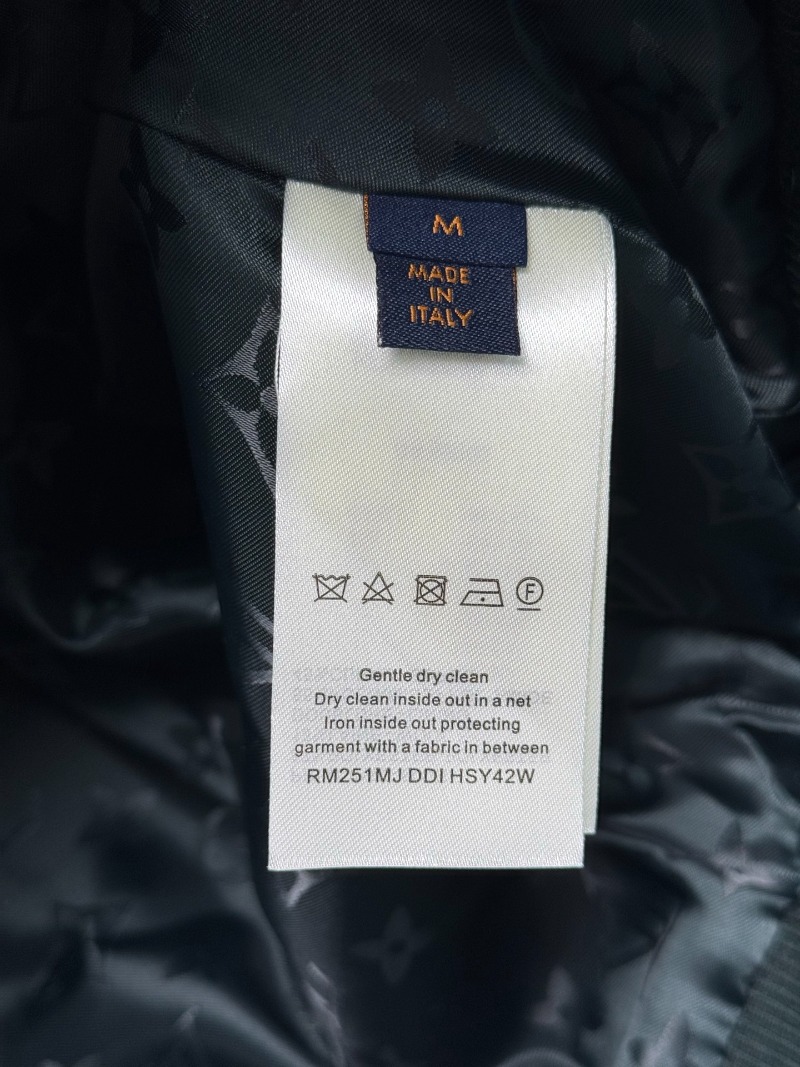 M
MADE
IN
ITALY
F
Gentle dry clean
Dry clean inside out in a net
Iron inside out protecting
garment with a fabric in between
RM251MJ DDI HSY42W